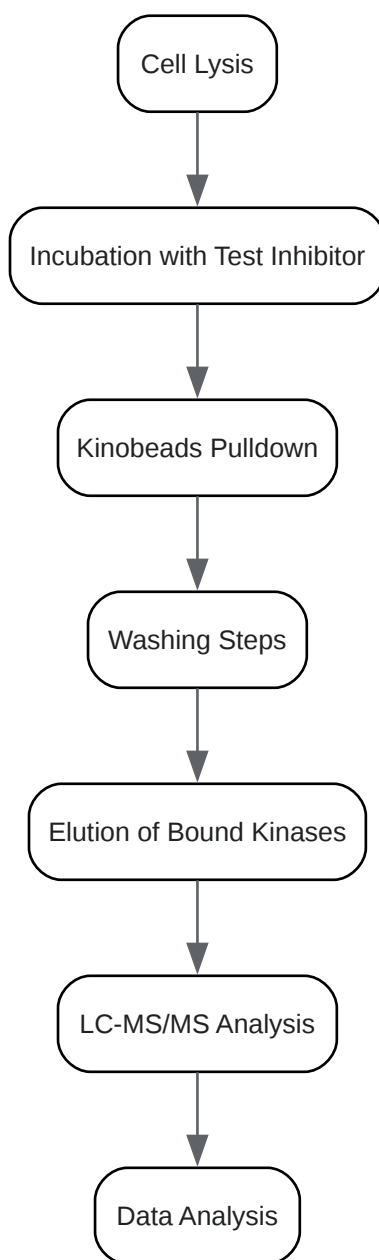 Cell Lysis
Incubation with Test Inhibitor
Kinobeads Pulldown
Washing Steps
Elution of Bound Kinases
LC-MS/MS Analysis
Data Analysis